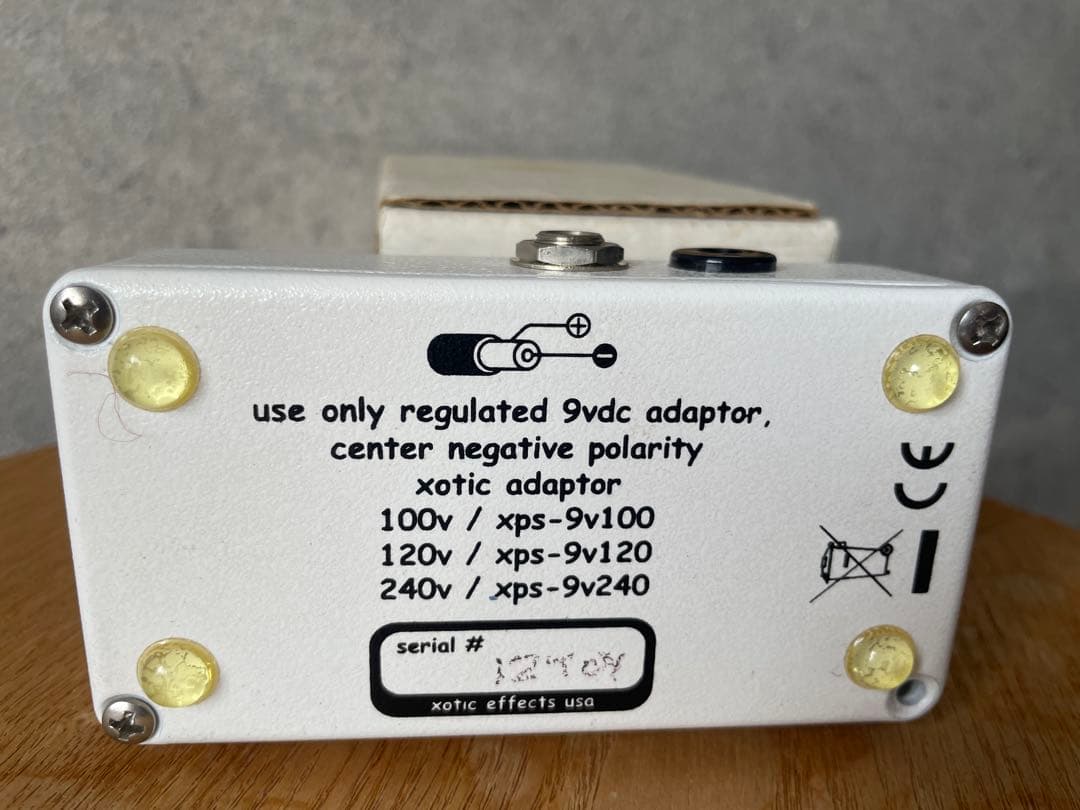 use only regulated 9vdc adaptor,
center negative polarity
xotic adaptor
100v / xps-9v100
120v / xps-9v120
240v / xps-9v240
serial #
xotic effects usa
CE